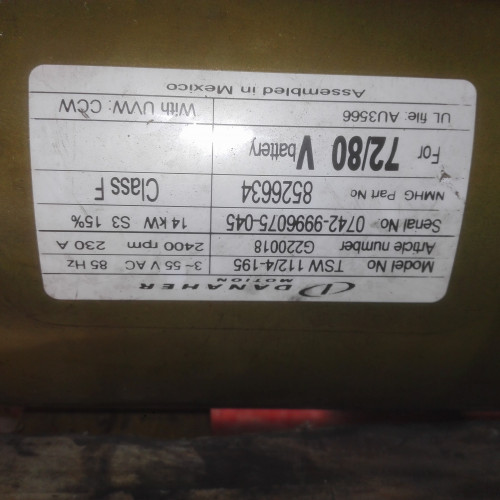 DANAHER
MOTION
Model No TSW 112/4-195 3~ 55 V AC 85 Hz
Article number G220018 2400 rpm 230 A
Serial No 0742-9996075-045 14 kW S3 15%
NMHG Part No 8526634 Class F
For 72/80 V battery
UL file: AU3566 With UVW: CCW
Assembled in Mexico